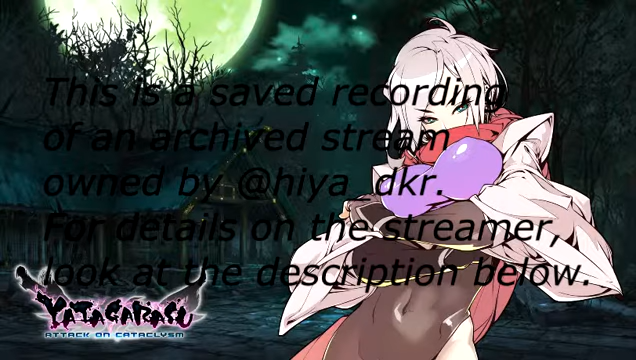 This is a saved recording
of an archived stream
owned by @hiya_dkr.
For details on the streamer,
look at the description below.
YATAGARASU
ATTACK ON CATACLYSM